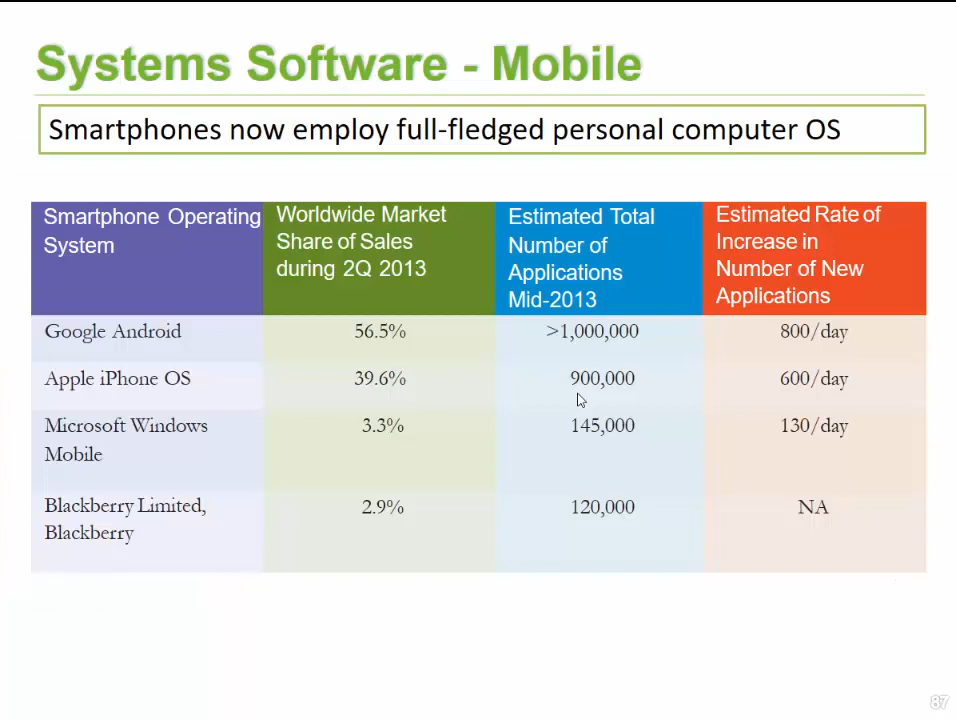 Systems Software - Mobile
Smartphones now employ full-fledged personal computer OS
Smartphone Operating
System
Worldwide Market
Share of Sales
during 2Q 2013
Estimated Total
Number of
Applications
Mid-2013
Estimated Rate of
Increase in
Number of New
Applications
Google Android
56.5%
>1,000,000
800/day
Apple iPhone OS
39.6%
900,000
600/day
Microsoft Windows
Mobile
3.3%
145,000
130/day
Blackberry Limited,
Blackberry
2.9%
120,000
NA
87